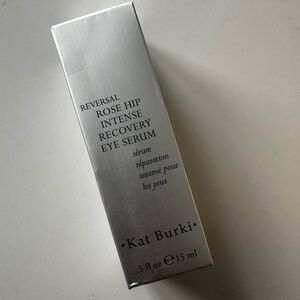 REVERSAL
ROSE HIP
INTENSE
RECOVERY
EYE SERUM
sérum
réparation
intense pour
les yeux
·Kat Burki·
.5 fl oz ℮15 ml